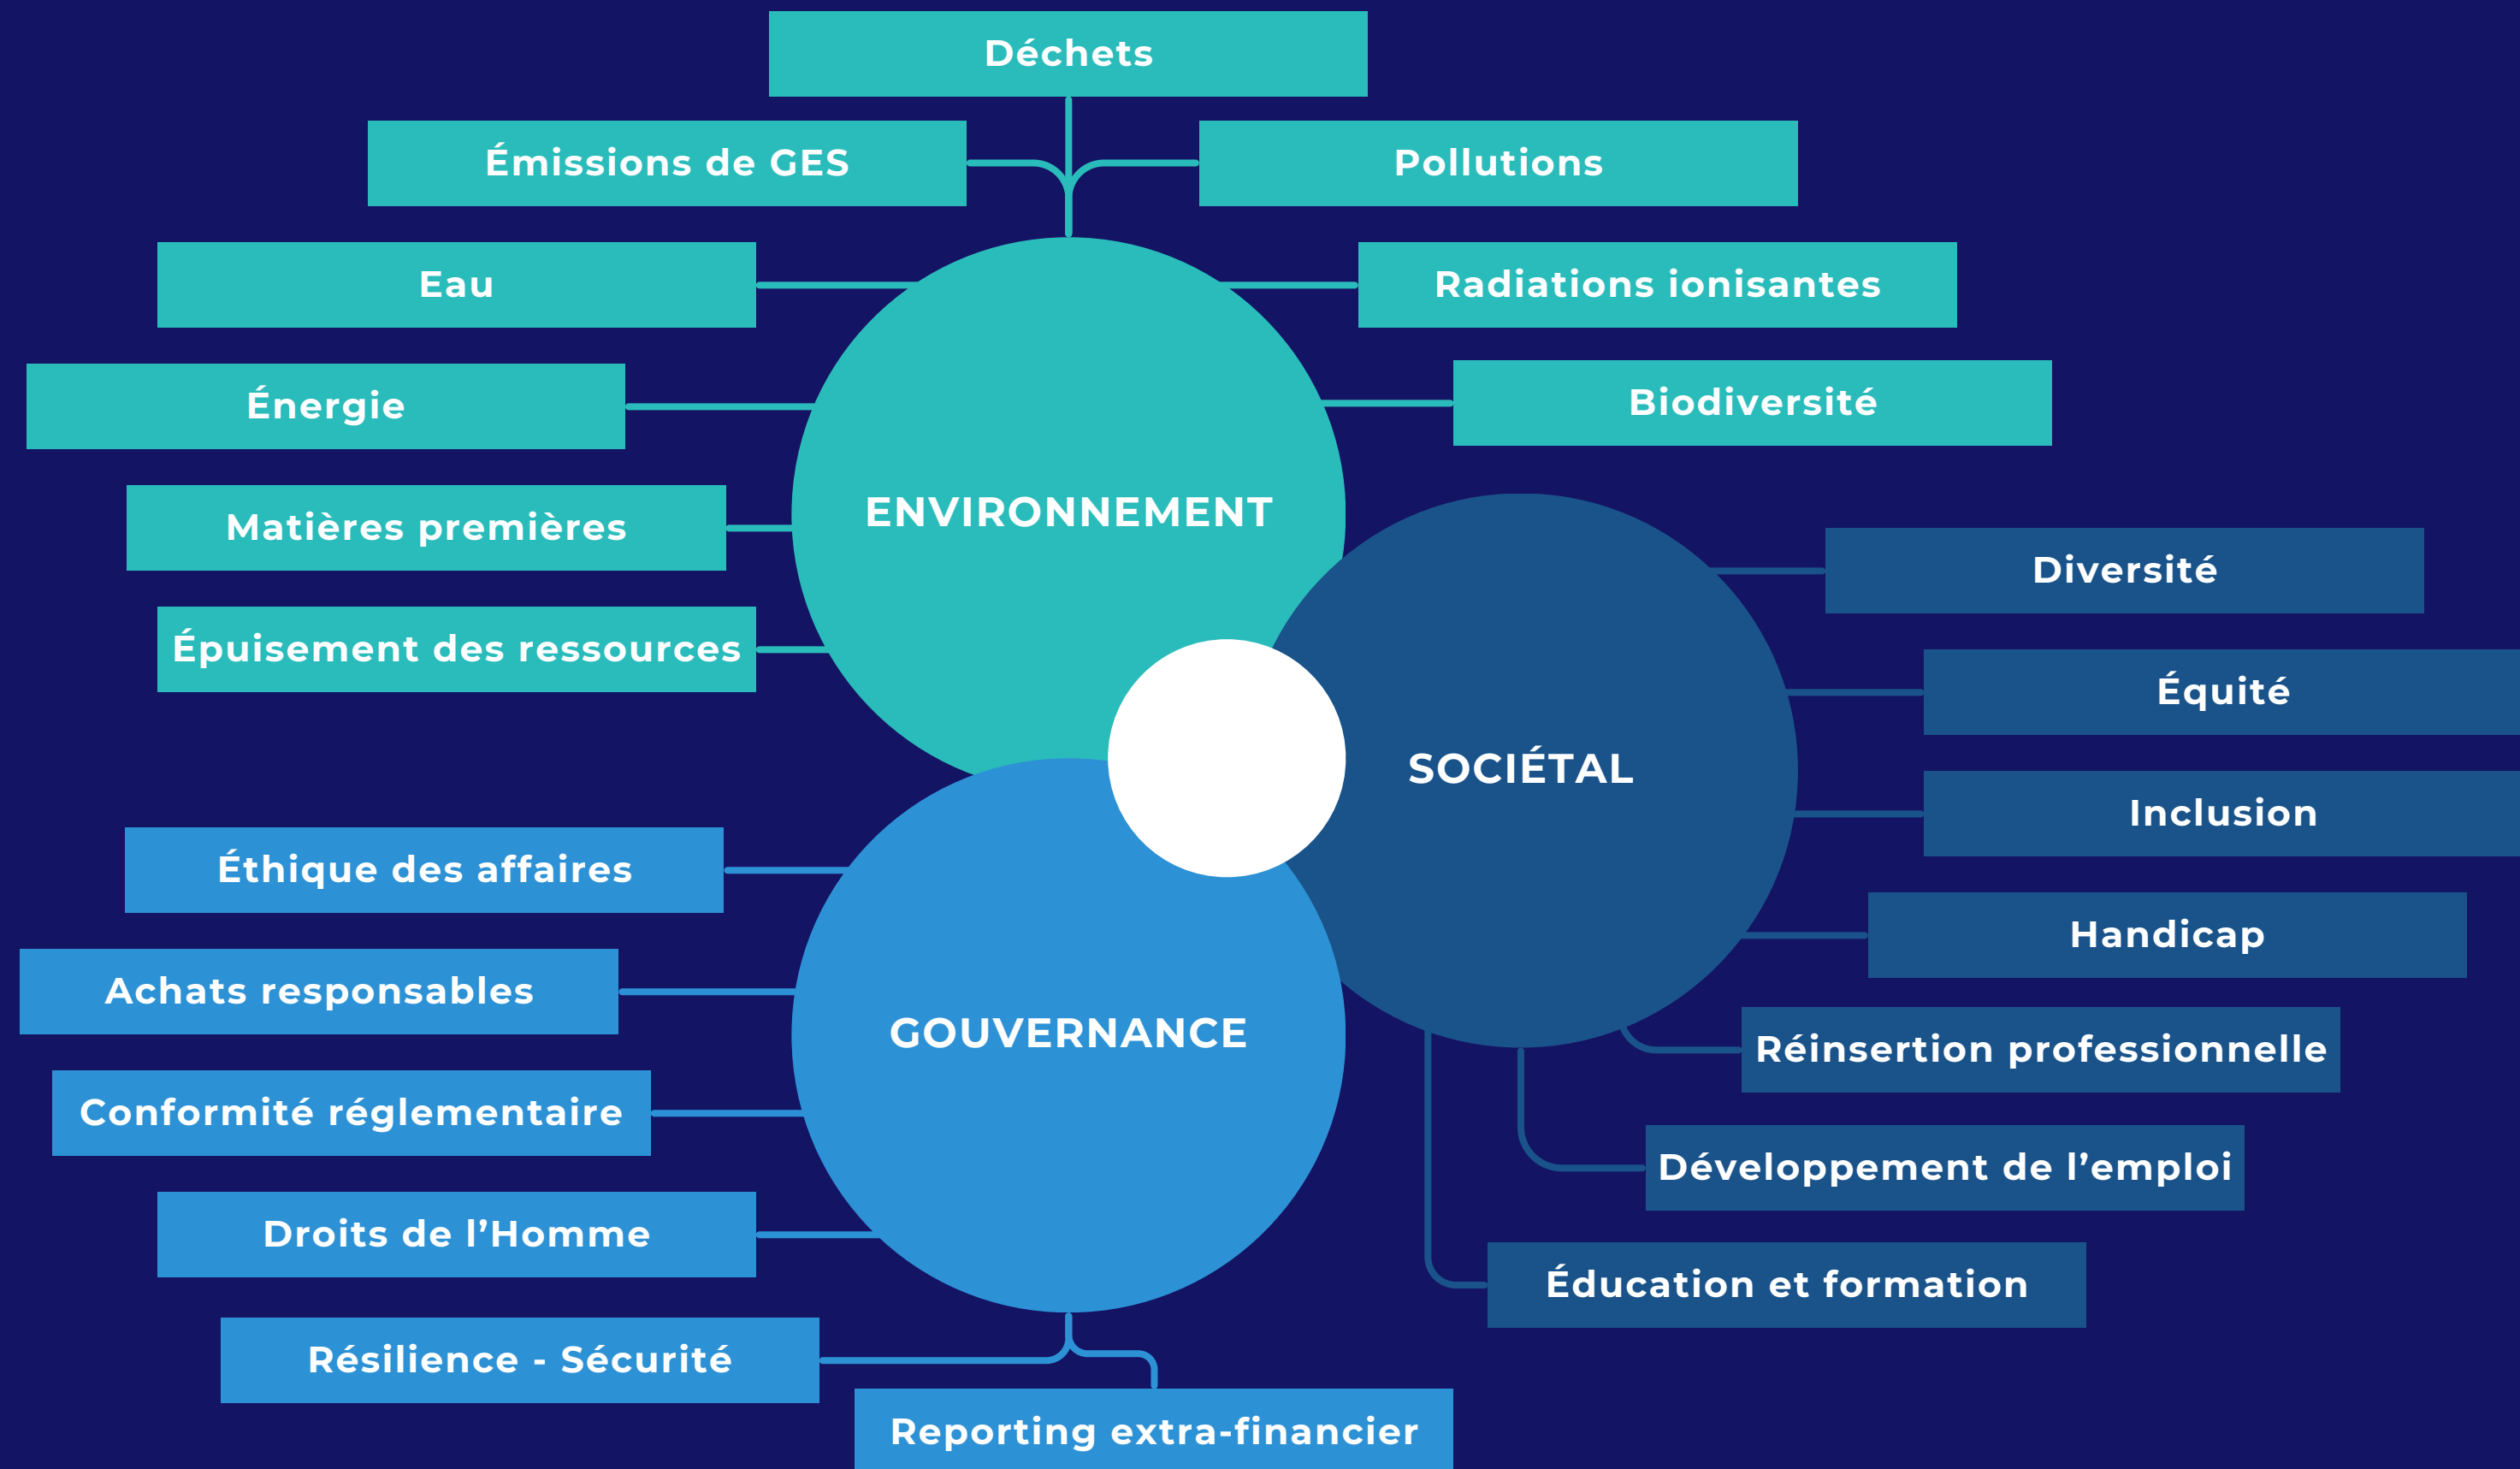 Déchets
Émissions de GES
Pollutions
Eau
Radiations ionisantes
Énergie
Biodiversité
Matières premières
Épuisement des ressources
ENVIRONNEMENT
Diversité
Équité
Inclusion
Handicap
Réinsertion professionnelle
Développement de l’emploi
Éducation et formation
SOCIÉTAL
Éthique des affaires
Achats responsables
Conformité réglementaire
Droits de l’Homme
Résilience - Sécurité
Reporting extra-financier
GOUVERNANCE